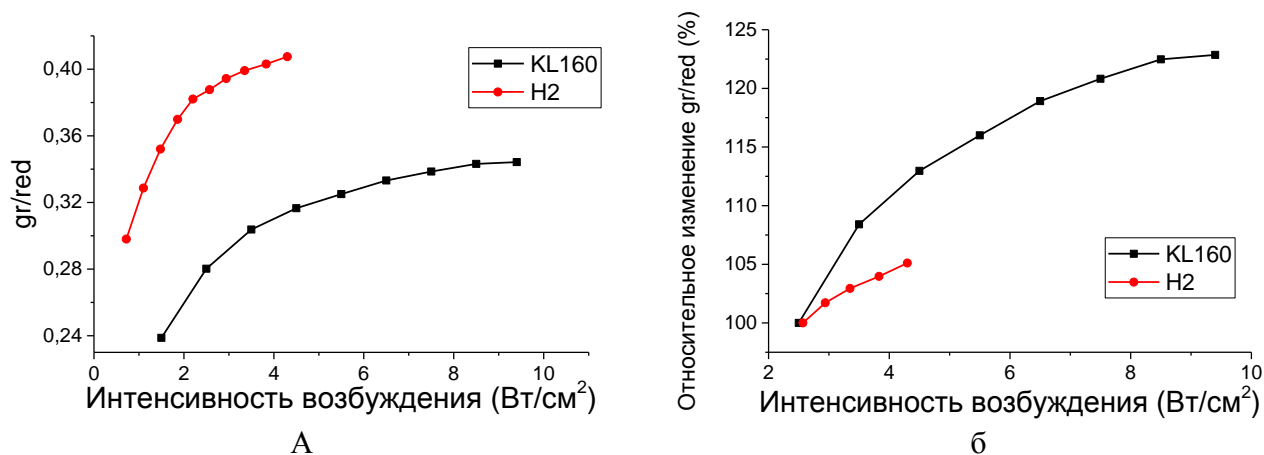 gr/red
0,40
0,36
0,32
0,28
0,24
0 2 4 6 8 10
KL160
H2
Интенсивность возбуждения (Вт/см²)
А
Относительное изменение gr/red (%)
125
120
115
110
105
100
2 4 6 8 10
KL160
H2
Интенсивность возбуждения (Вт/см²)
б